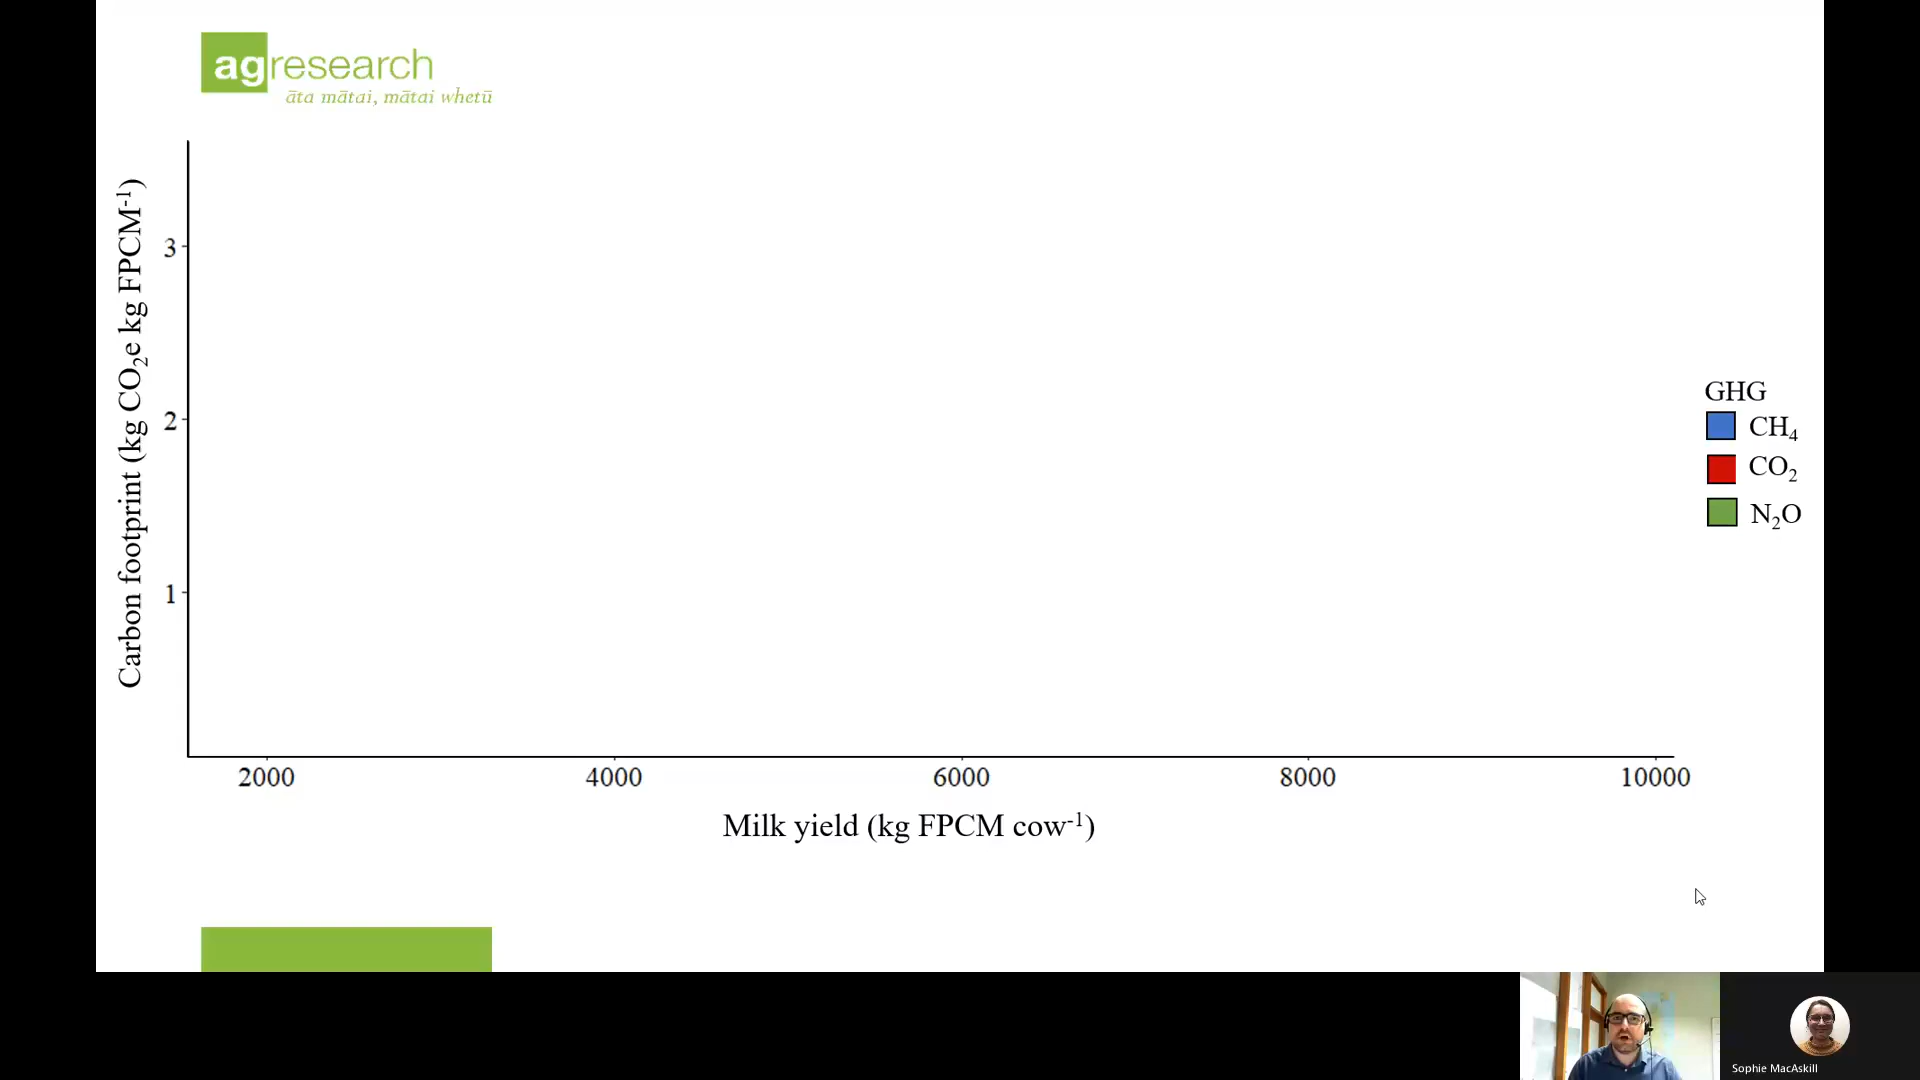 agresearch
āta mātai, mātai whetū
Carbon footprint (kg CO₂e kg FPCM⁻¹)
3
2
1
2000 4000 6000 8000 10000
Milk yield (kg FPCM cow⁻¹)
GHG
CH₄
CO₂
N₂O
Sophie MacAskill